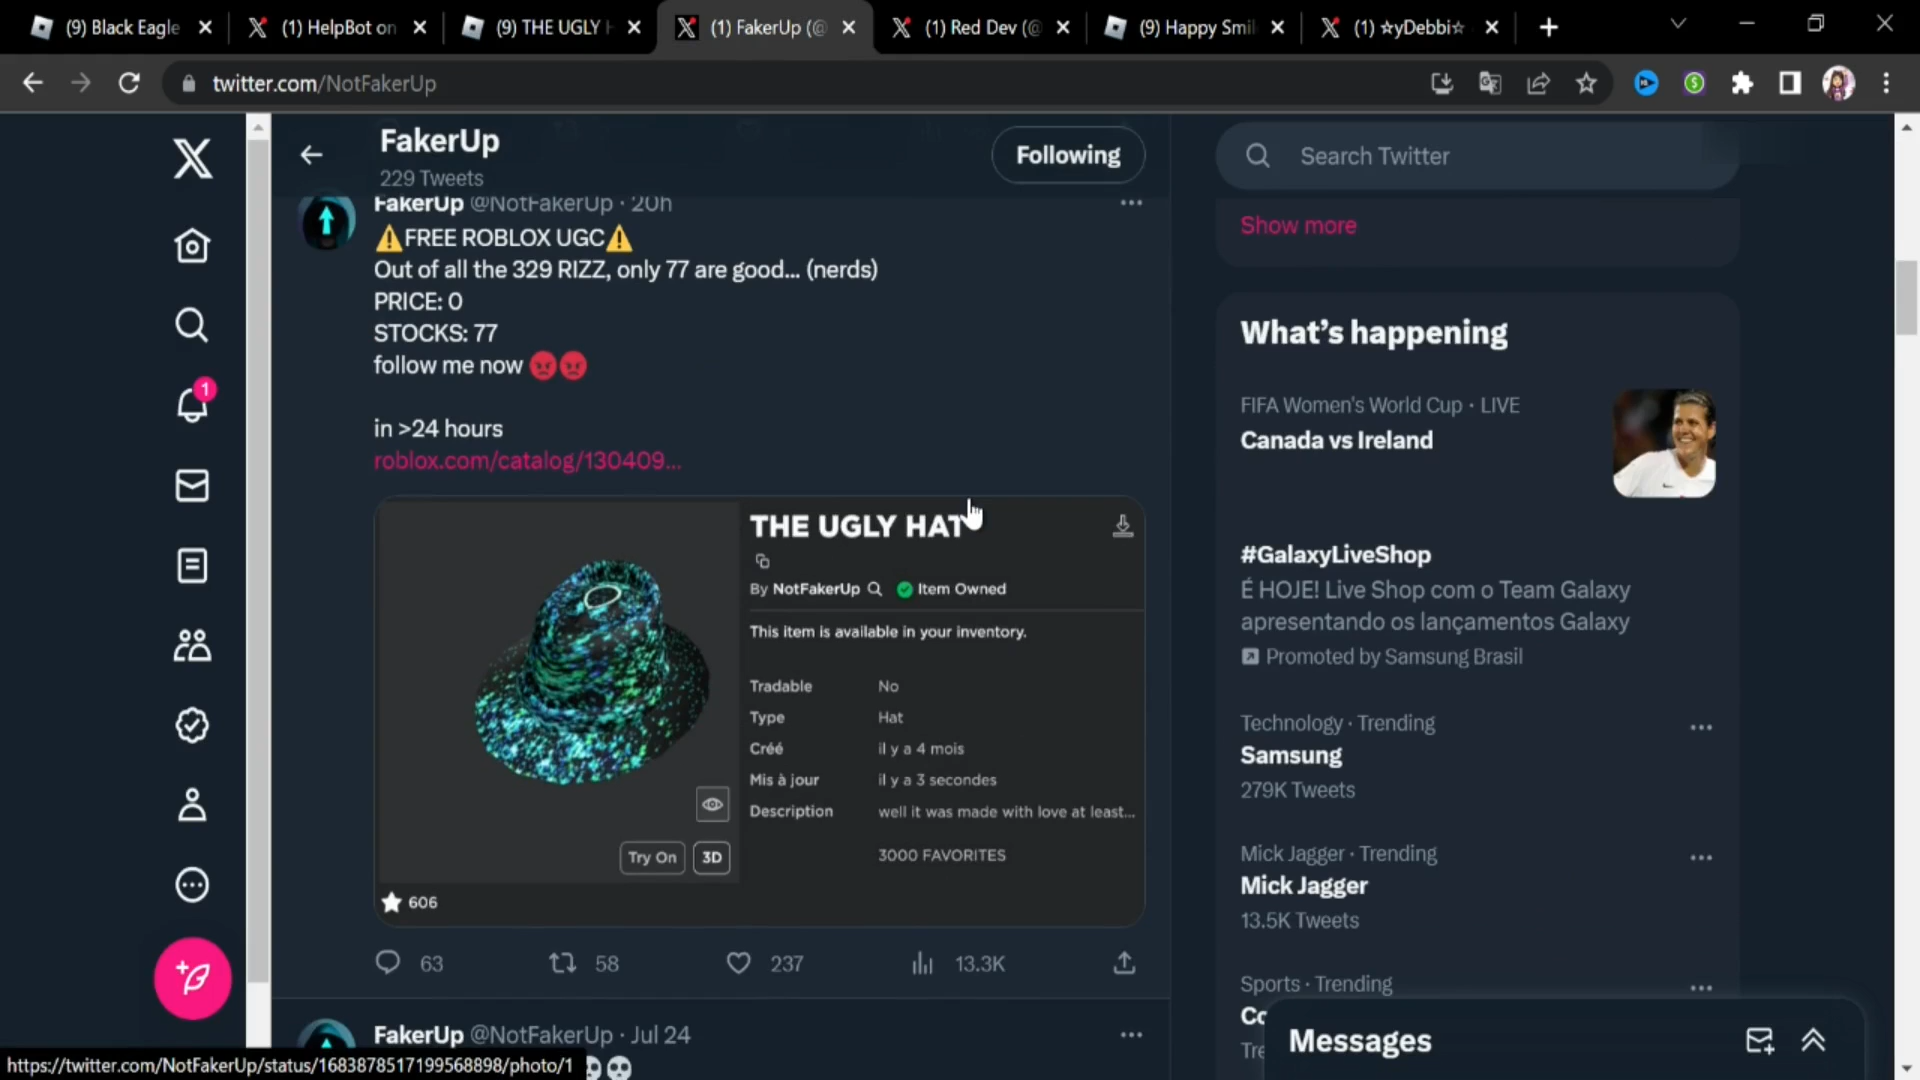 (9) Black Eagle
(1) HelpBot on
(9) THE UGLY H
(1) FakerUp (@
(1) Red Dev (@
(9) Happy Smil
(1) ☆yDebbi☆
twitter.com/NotFakerUp
FakerUp
229 Tweets
Following
Search Twitter
FakerUp @NotFakerUp · 20h
⚠️FREE ROBLOX UGC⚠️
Out of all the 329 RIZZ, only 77 are good... (nerds)
PRICE: 0
STOCKS: 77
follow me now 😡😡
in >24 hours
roblox.com/catalog/130409...
THE UGLY HAT
By NotFakerUp
Item Owned
This item is available in your inventory.
Tradable No
Type Hat
Créé il y a 4 mois
Mis à jour il y a 3 secondes
Description well it was made with love at least...
3000 FAVORITES
Try On
3D
606
63
58
237
13.3K
FakerUp @NotFakerUp · Jul 24
https://twitter.com/NotFakerUp/status/1683878517199568898/photo/1
1
Show more
What's happening
FIFA Women's World Cup · LIVE
Canada vs Ireland
#GalaxyLiveShop
É HOJE! Live Shop com o Team Galaxy
apresentando os lançamentos Galaxy
Promoted by Samsung Brasil
Technology · Trending
Samsung
279K Tweets
Mick Jagger · Trending
Mick Jagger
13.5K Tweets
Sports · Trending
Messages